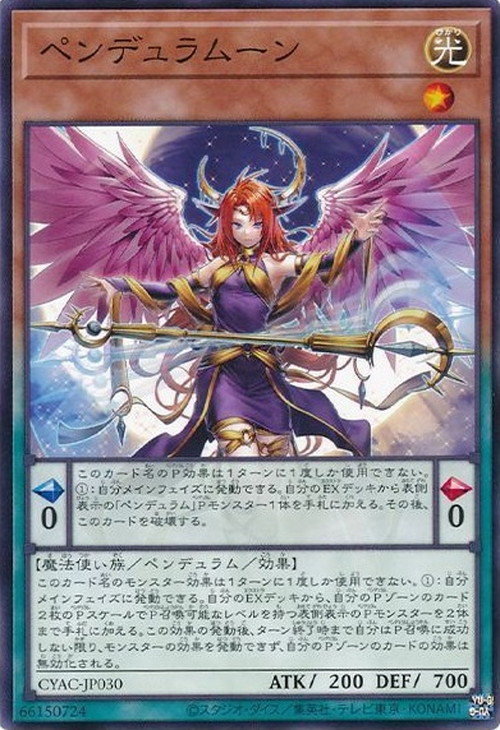 ペンデュラムーン
光
このカード名のP効果は1ターンに1度しか使用できない。
①:自分メインフェイズに発動できる。自分のEXデッキから表側
表示の「ペンデュラム」Pモンスター1体を手札に加える。その後、
このカードを破壊する。
0
0
【魔法使い族/ペンデュラム/効果】
このカード名のモンスター効果は1ターンに1度しか使用できない。①:自分
メインフェイズに発動できる。自分のEXデッキから、自分のPゾーンのカード
2枚のPスケールでP召喚可能なレベルを持つ表側表示のPモンスターを2体
まで手札に加える。この効果の発動後、ターン終了時まで自分はP召喚に成功
しない限り、モンスターの効果を発動できず、自分のPゾーンのカードの効果は
無効化される。
CYAC-JP030
ATK/ 200 DEF/ 700
66150724
©スタジオ・ダイス/集英社・テレビ東京・KONAMI